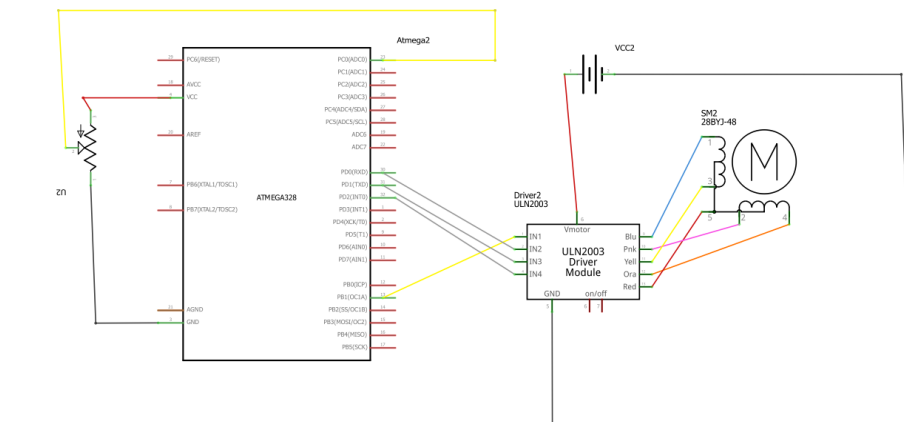 Atmega2
VCC2
PC6(/RESET)
AVCC
VCC
AREF
PB6(XTAL1/TOSC1)
PB7(XTAL2/TOSC2)
AGND
GND
ATMEGA328
PC0(ADC0)
PC1(ADC1)
PC2(ADC2)
PC3(ADC3)
PC4(ADC4/SDA)
PC5(ADC5/SCL)
ADC6
ADC7
PD0(RXD)
PD1(TXD)
PD2(INT0)
PD3(INT1)
PD4(XCK/T0)
PD5(T1)
PD6(AIN0)
PD7(AIN1)
PB0(ICP)
PB1(OC1A)
PB2(SS/OC1B)
PB3(MOSI/OC2)
PB4(MISO)
PB5(SCK)
U2
SM2
28BYJ-48
M
1
3
5
2
4
Driver2
ULN2003
Vmotor
IN1
IN2
IN3
IN4
ULN2003
Driver
Module
Blu
Pnk
Yell
Ora
Red
GND
on/off